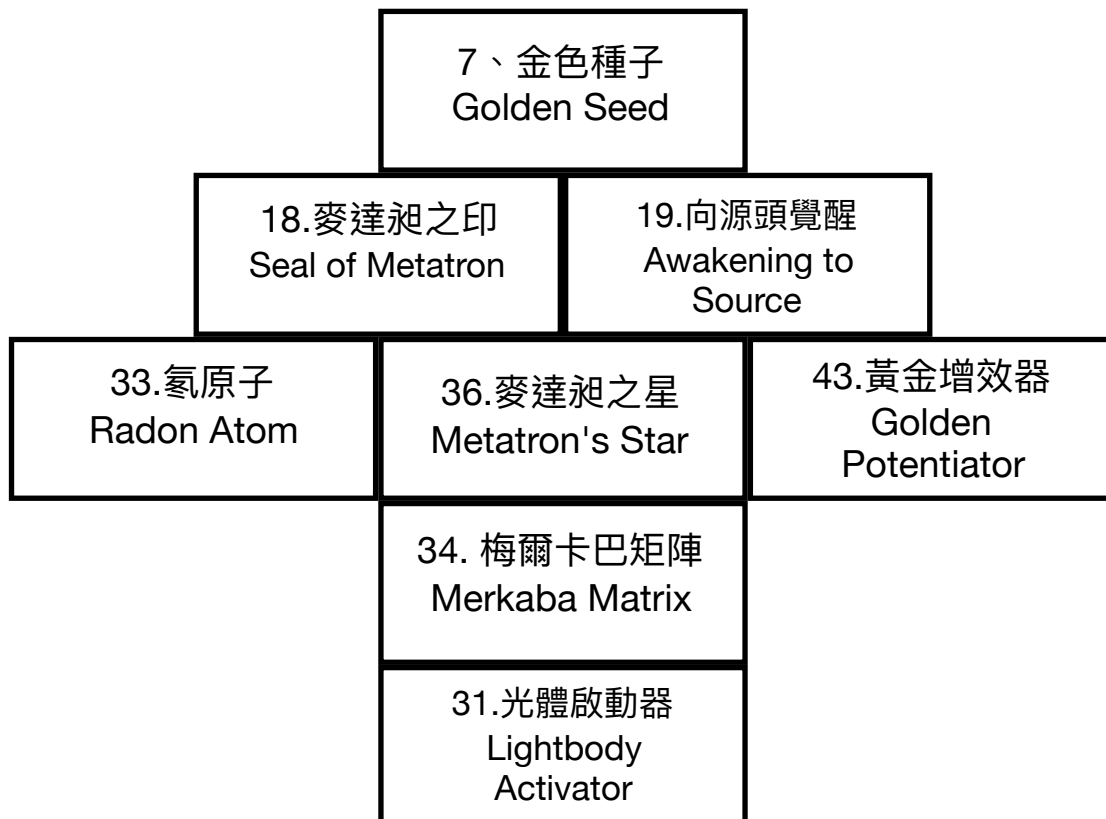 7、金色種子
Golden Seed
18.麥達昶之印
Seal of Metatron
19.向源頭覺醒
Awakening to
Source
33.氡原子
Radon Atom
36.麥達昶之星
Metatron's Star
43.黃金增效器
Golden
Potentiator
34. 梅爾卡巴矩陣
Merkaba Matrix
31.光體啟動器
Lightbody
Activator